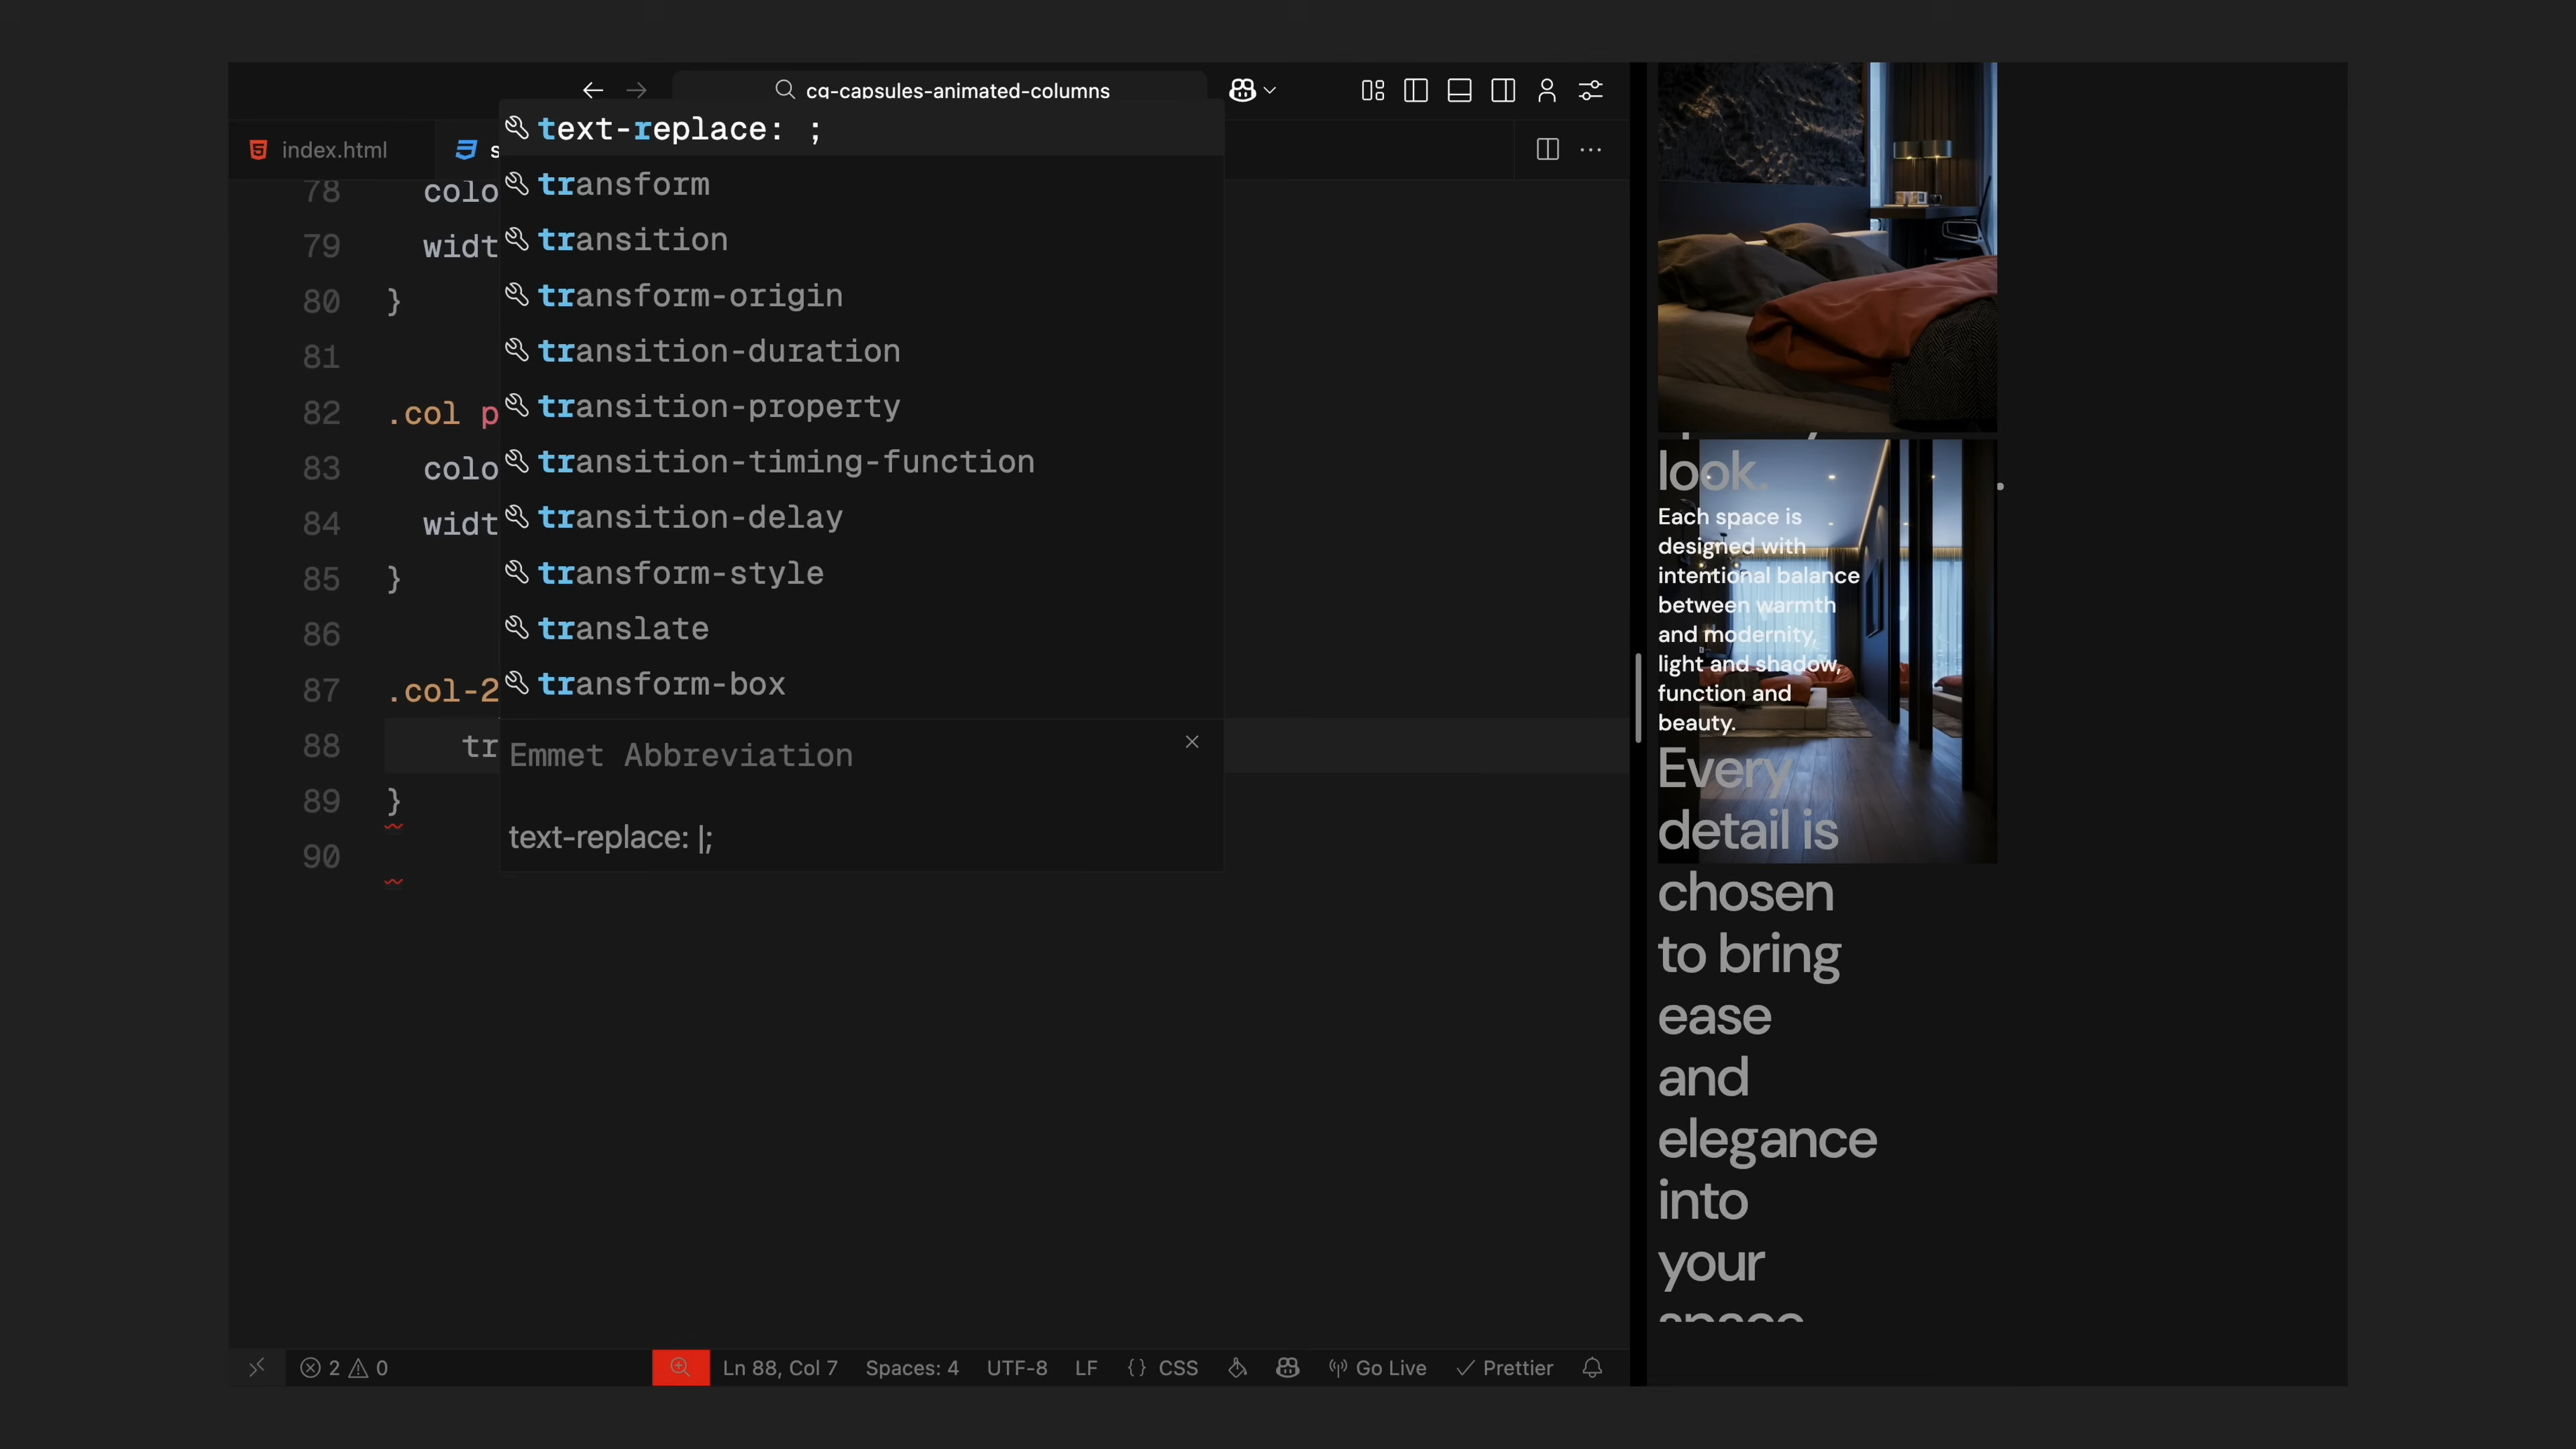 cg-capsules-animated-columns
index.html
s
text-replace: ;
transform
transition
transform-origin
transition-duration
transition-property
transition-timing-function
transition-delay
transform-style
translate
transform-box
Emmet Abbreviation
text-replace: |;
78 colo
79 widt
80 }
81
82 .col p
83 colo
84 widt
85 }
86
87 .col-2
88 tr
89 }
90
2 0
Ln 88, Col 7
Spaces: 4
UTF-8
LF
{} CSS
Go Live
Prettier
look.
Each space is
designed with
intentional balance
between warmth
and modernity,
light and shadow,
function and
beauty.
Every
detail is
chosen
to bring
ease
and
elegance
into
your
space